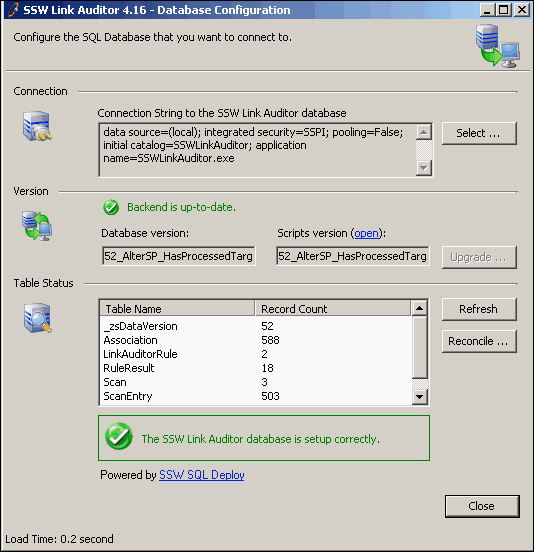 SSW Link Auditor 4.16 - Database Configuration
Configure the SQL Database that you want to connect to.
Connection
Connection String to the SSW Link Auditor database
data source=(local); integrated security=SSPI; pooling=False;
initial catalog=SSWLinkAuditor; application
name=SSWLinkAuditor.exe
Select ...
Version
Backend is up-to-date.
Database version:
Scripts version (open):
52_AlterSP_HasProcessedTarg
52_AlterSP_HasProcessedTarg
Upgrade ...
Table Status
Table Name Record Count
_zsDataVersion 52
Association 588
LinkAuditorRule 2
RuleResult 18
Scan 3
ScanEntry 503
Refresh
Reconcile ...
The SSW Link Auditor database is setup correctly.
Powered by SSW SQL Deploy
Close
Load Time: 0.2 second